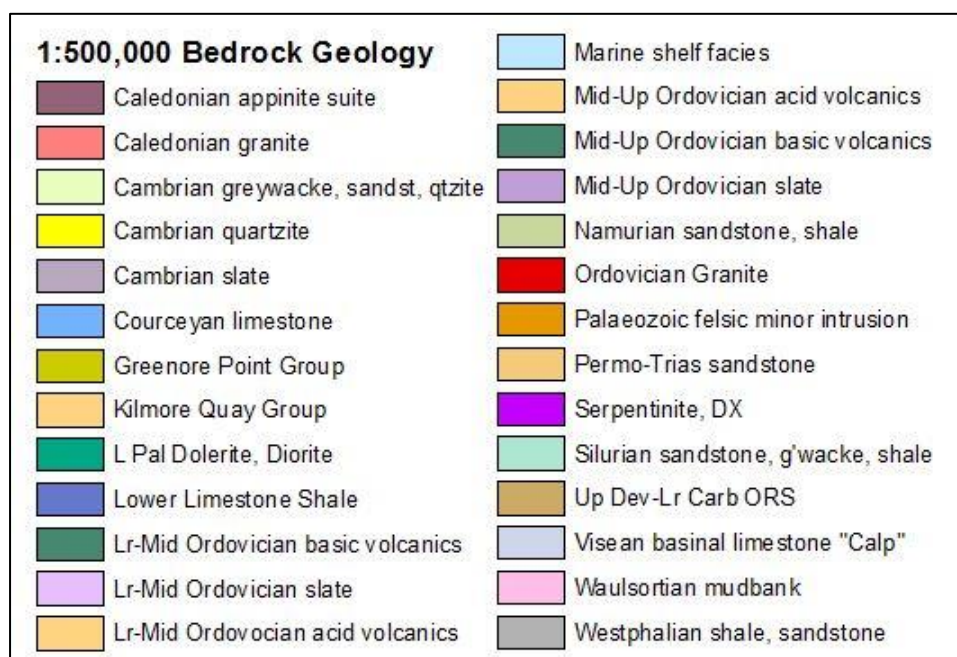 1:500,000 Bedrock Geology
Caledonian appinite suite
Caledonian granite
Cambrian greywacke, sandst, qtzite
Cambrian quartzite
Cambrian slate
Courceyan limestone
Greenore Point Group
Kilmore Quay Group
L Pal Dolerite, Diorite
Lower Limestone Shale
Lr-Mid Ordovician basic volcanics
Lr-Mid Ordovician slate
Lr-Mid Ordovocian acid volcanics
Marine shelf facies
Mid-Up Ordovician acid volcanics
Mid-Up Ordovician basic volcanics
Mid-Up Ordovician slate
Namurian sandstone, shale
Ordovician Granite
Palaeozoic felsic minor intrusion
Permo-Trias sandstone
Serpentinite, DX
Silurian sandstone, g'wacke, shale
Up Dev-Lr Carb ORS
Visean basinal limestone "Calp"
Waulsortian mudbank
Westphalian shale, sandstone